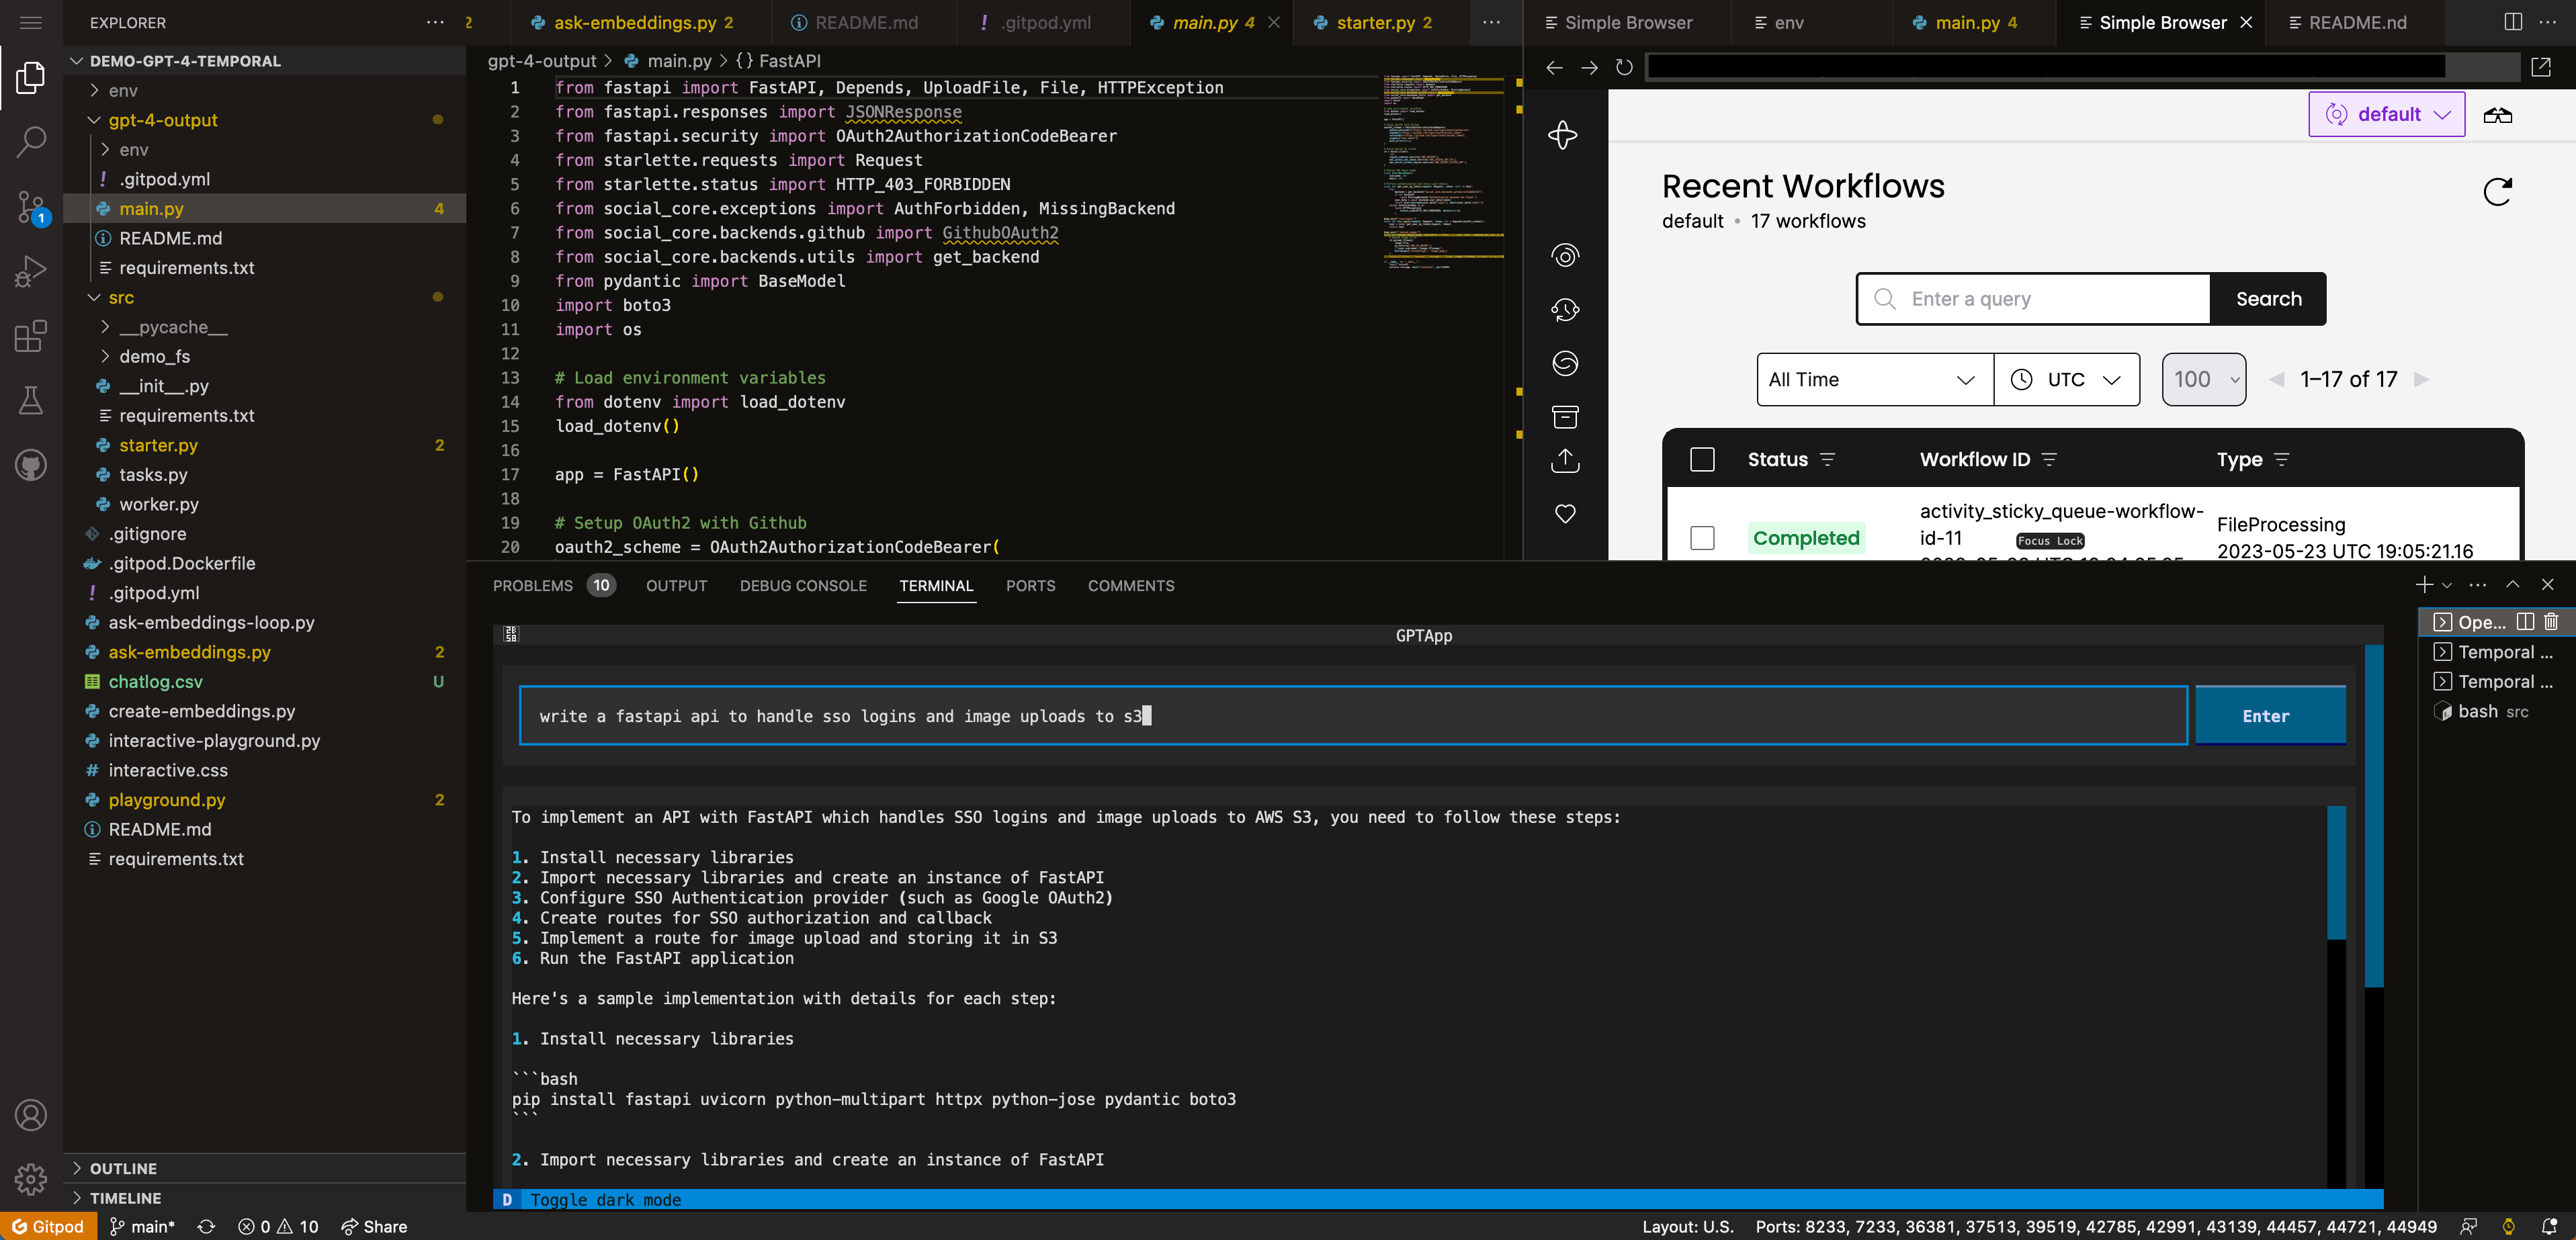 EXPLORER
DEMO-GPT-4-TEMPORAL
env
gpt-4-output
env
! .gitpod.yml
main.py 4
README.md
requirements.txt
src
__pycache__
demo_fs
__init__.py
requirements.txt
starter.py 2
tasks.py
worker.py
.gitignore
.gitpod.Dockerfile
! .gitpod.yml
ask-embeddings-loop.py
ask-embeddings.py 2
chatlog.csv U
create-embeddings.py
interactive-playground.py
# interactive.css
playground.py 2
README.md
requirements.txt
OUTLINE
TIMELINE
1
2 ask-embeddings.py 2 README.md ! .gitpod.yml main.py 4 starter.py 2
gpt-4-output > main.py > {} FastAPI
1 from fastapi import FastAPI, Depends, UploadFile, File, HTTPException
2 from fastapi.responses import JSONResponse
3 from fastapi.security import OAuth2AuthorizationCodeBearer
4 from starlette.requests import Request
5 from starlette.status import HTTP_403_FORBIDDEN
6 from social_core.exceptions import AuthForbidden, MissingBackend
7 from social_core.backends.github import GithubOAuth2
8 from social_core.backends.utils import get_backend
9 from pydantic import BaseModel
10 import boto3
11 import os
12
13 # Load environment variables
14 from dotenv import load_dotenv
15 load_dotenv()
16
17 app = FastAPI()
18
19 # Setup OAuth2 with Github
20 oauth2_scheme = OAuth2AuthorizationCodeBearer(
Simple Browser env main.py 4 Simple Browser README.nd
default
Recent Workflows
default • 17 workflows
Enter a query Search
All Time UTC 100 1–17 of 17
Status Workflow ID Type
Completed
activity_sticky_queue-workflow-
id-11
Focus Lock
FileProcessing
2023-05-23 UTC 19:05:21.16
PROBLEMS 10 OUTPUT DEBUG CONSOLE TERMINAL PORTS COMMENTS
GPTApp
write a fastapi api to handle sso logins and image uploads to s3
Enter
To implement an API with FastAPI which handles SSO logins and image uploads to AWS S3, you need to follow these steps:
1. Install necessary libraries
2. Import necessary libraries and create an instance of FastAPI
3. Configure SSO Authentication provider (such as Google OAuth2)
4. Create routes for SSO authorization and callback
5. Implement a route for image upload and storing it in S3
6. Run the FastAPI application
Here's a sample implementation with details for each step:
1. Install necessary libraries
```bash
pip install fastapi uvicorn python-multipart httpx python-jose pydantic boto3
```
2. Import necessary libraries and create an instance of FastAPI
D Toggle dark mode
Ope...
Temporal ...
Temporal ...
bash src
Gitpod main* 0 10 Share
Layout: U.S. Ports: 8233, 7233, 36381, 37513, 39519, 42785, 42991, 43139, 44457, 44721, 44949